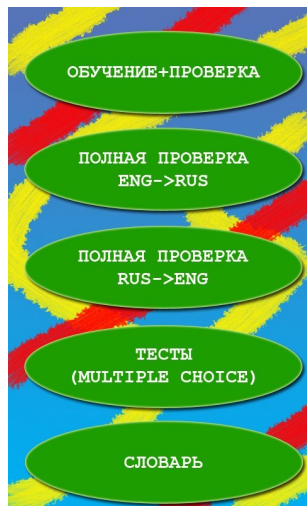 ОБУЧЕНИЕ+ПРОВЕРКА
ПОЛНАЯ ПРОВЕРКА
ENG->RUS
ПОЛНАЯ ПРОВЕРКА
RUS->ENG
ТЕСТЫ
(MULTIPLE CHOICE)
СЛОВАРЬ